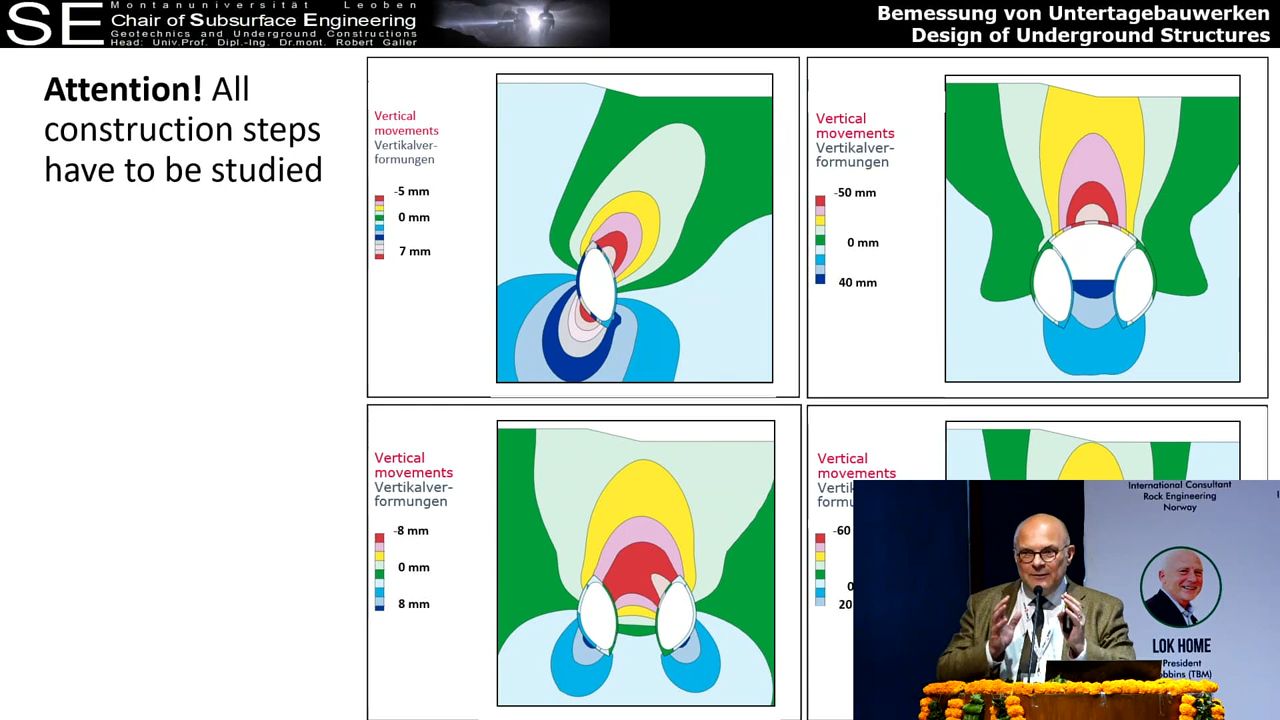 SE
Montanuniversität Leoben
Chair of Subsurface Engineering
Geotechnics and Underground Constructions
Head: Univ.Prof. Dipl.-Ing. Dr.mont. Robert Galler
Bemessung von Untertagebauwerken
Design of Underground Structures
Attention! All
construction steps
have to be studied
Vertical
movements
Vertikalver-
formungen
-5 mm
0 mm
7 mm
Vertical
movements
Vertikalver-
formungen
-50 mm
0 mm
40 mm
Vertical
movements
Vertikalver-
formungen
-8 mm
0 mm
8 mm
Vertical
movements
-60
0
20
International Consultant
Rock Engineering
Norway
LOK HOME
President
(TBM)